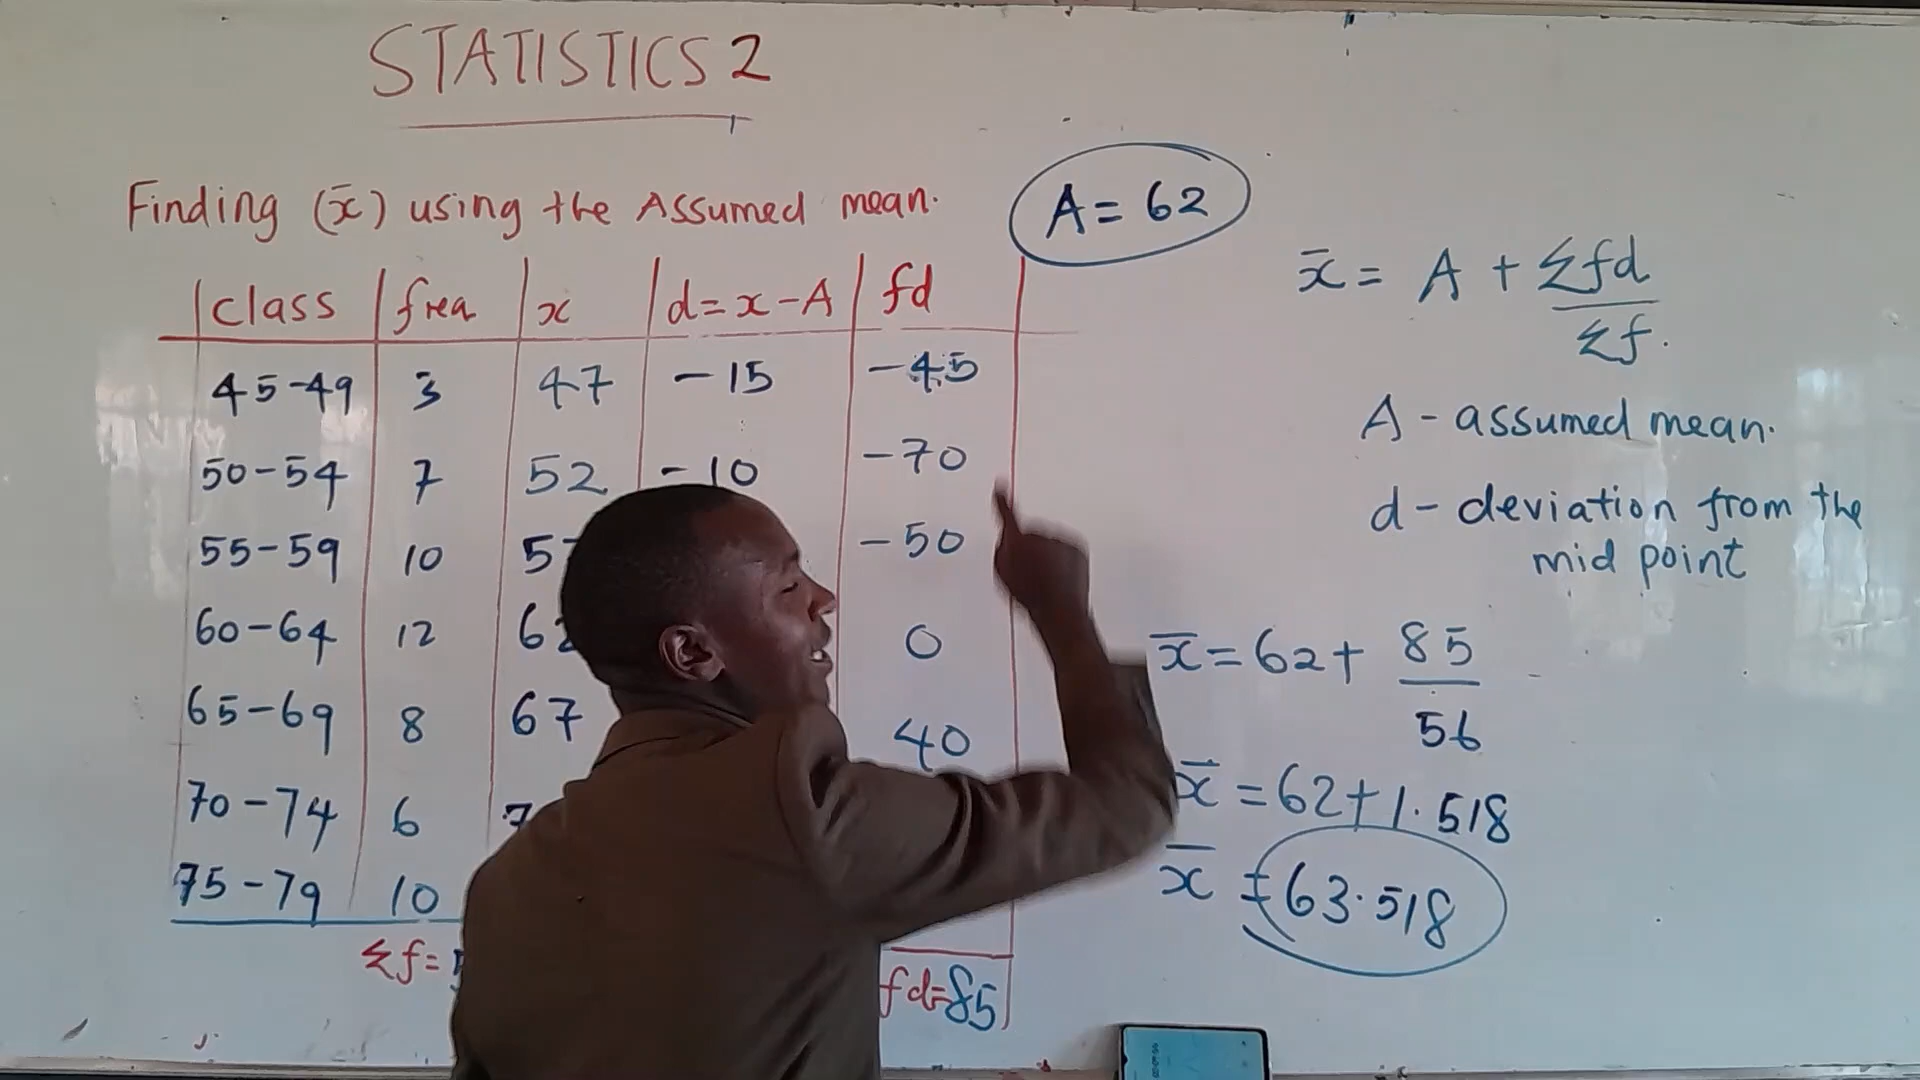 STATISTICS 2
Finding (x̄) using the Assumed mean.
A = 62
class freq x d = x - A fd
45-49 3 47 -15 -45
50-54 7 52 -10 -70
55-59 10 -50
60-64 12 0
65-69 8 67 40
70-74 6
75-79 10
Σf =
fd = 85
x̄ = A + Σfd
Σf.
A - assumed mean.
d - deviation from the
mid point
x̄ = 62 + 85
56
x̄ = 62 + 1.518
x̄ = 63.518